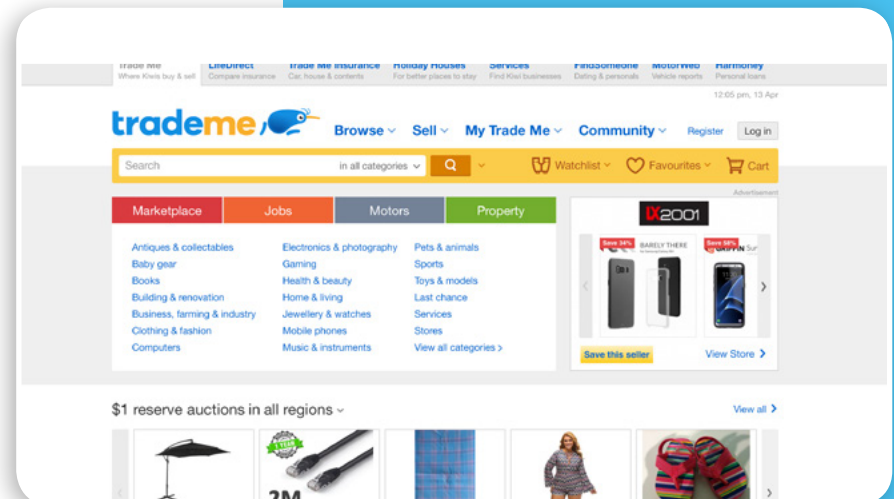 Trade Me LifeDirect Trade Me Insurance Holiday Houses Services FindSomeone MotorWeb Harmoney
Where Kiwis buy & sell Compare insurance Car, house & contents For better places to stay Find Kiwi businesses Dating & personals Vehicle reports Personal loans
12:05 pm, 13 Apr
trademe Browse Sell My Trade Me Community Register Log in
Search in all categories Watchlist Favourites Cart
Advertisement
Marketplace Jobs Motors Property
LX2001
Antiques & collectables Electronics & photography Pets & animals
Baby gear Gaming Sports
Books Health & beauty Toys & models
Building & renovation Home & living Last chance
Business, farming & industry Jewellery & watches Services
Clothing & fashion Mobile phones Stores
Computers Music & instruments View all categories >
Save 34% BARELY THERE Save 50%
Save this seller View Store
$1 reserve auctions in all regions View all
2M